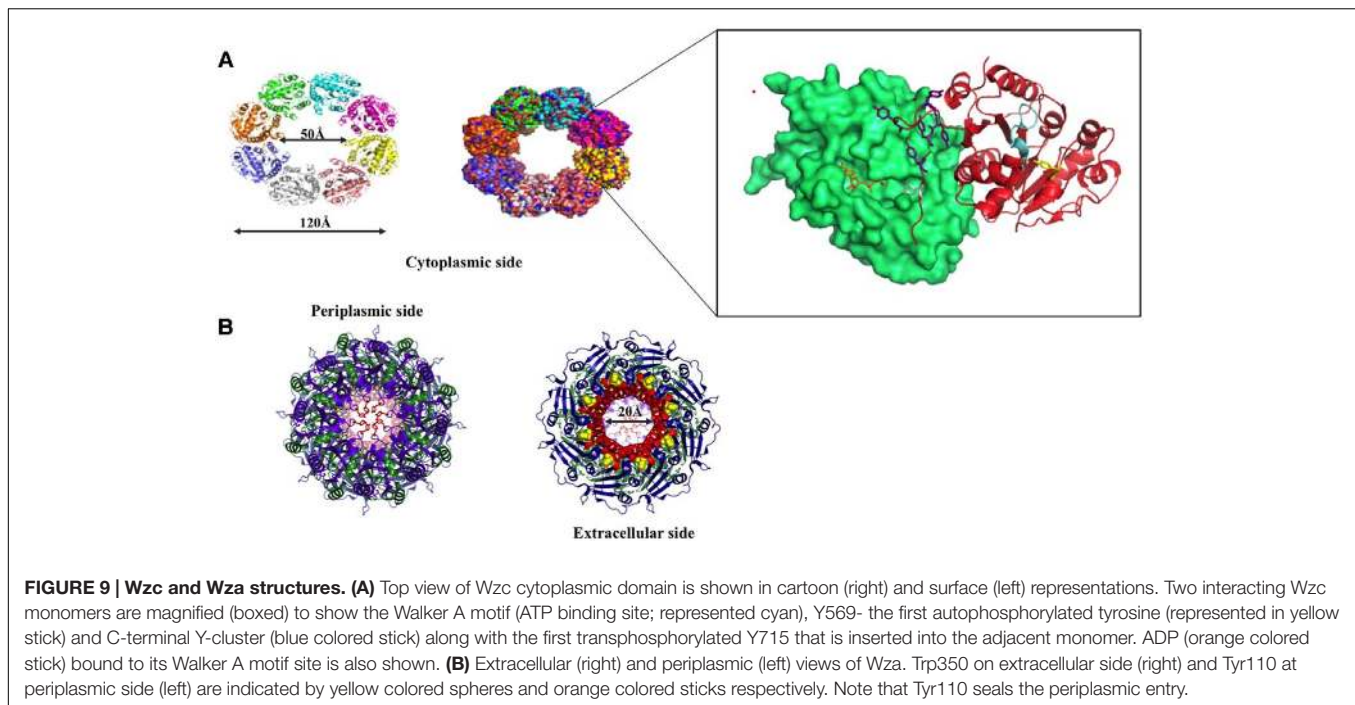 A
50Å
120Å
Cytoplasmic side
Periplasmic side
B
20Å
Extracellular side
FIGURE 9 | Wzc and Wza structures. (A) Top view of Wzc cytoplasmic domain is shown in cartoon (right) and surface (left) representations. Two interacting Wzc
monomers are magnified (boxed) to show the Walker A motif (ATP binding site; represented cyan), Y569- the first autophosphorylated tyrosine (represented in yellow
stick) and C-terminal Y-cluster (blue colored stick) along with the first transphosphorylated Y715 that is inserted into the adjacent monomer. ADP (orange colored
stick) bound to its Walker A motif site is also shown. (B) Extracellular (right) and periplasmic (left) views of Wza. Trp350 on extracellular side (right) and Tyr110 at
periplasmic side (left) are indicated by yellow colored spheres and orange colored sticks respectively. Note that Tyr110 seals the periplasmic entry.